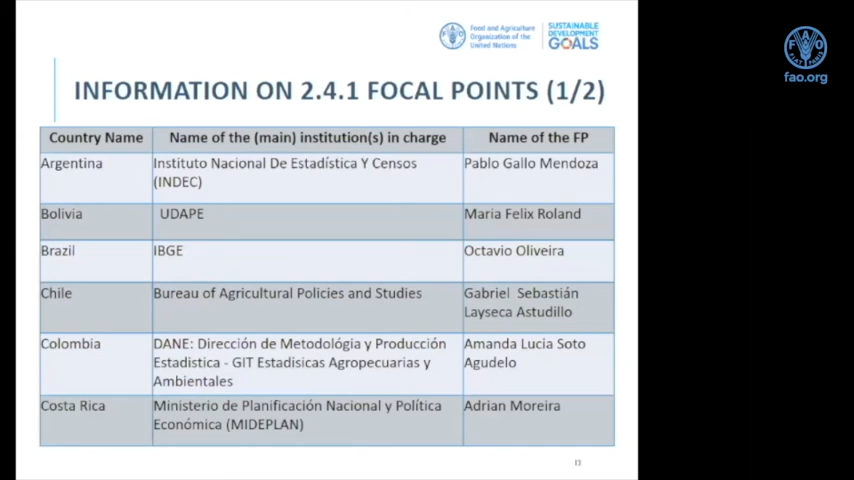 Food and Agriculture
Organization of the
United Nations
SUSTAINABLE
DEVELOPMENT
GOALS
FAO
FIAT PANIS
fao.org
INFORMATION ON 2.4.1 FOCAL POINTS (1/2)
Country Name Name of the (main) institution(s) in charge Name of the FP
Argentina Instituto Nacional De Estadística Y Censos Pablo Gallo Mendoza
(INDEC)
Bolivia UDAPE Maria Felix Roland
Brazil IBGE Octavio Oliveira
Chile Bureau of Agricultural Policies and Studies Gabriel Sebastián
Layseca Astudillo
Colombia DANE: Dirección de Metodológia y Producción Amanda Lucia Soto
Estadistica - GIT Estadisicas Agropecuarias y Agudelo
Ambientales
Costa Rica Ministerio de Planificación Nacional y Política Adrian Moreira
Económica (MIDEPLAN)
13